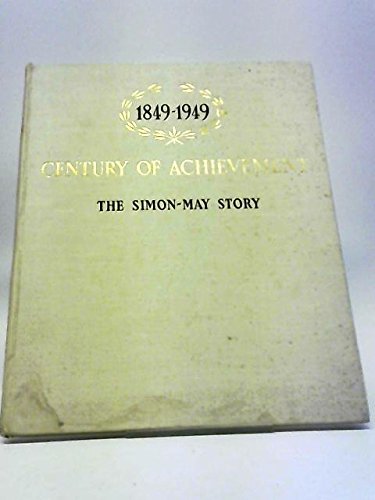 1849-1949
CENTURY OF ACHIEVEMENT
THE SIMON-MAY STORY